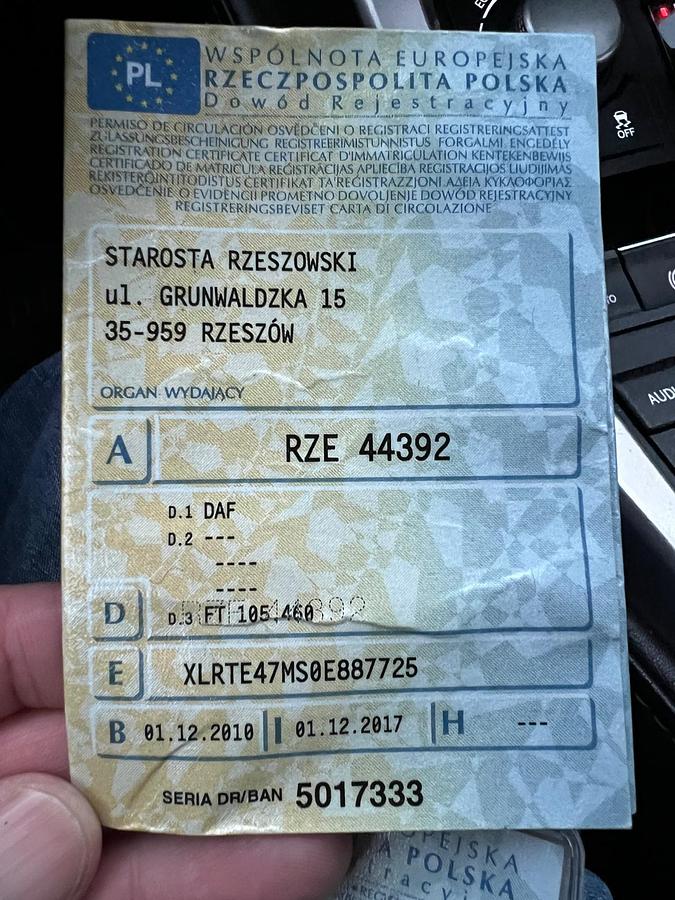 PL
WSPÓLNOTA EUROPEJSKA
RZECZPOSPOLITA POLSKA
Dowód Rejestracyjny
PERMISO DE CIRCULACIÓN OSVĚDČENÍ O REGISTRACI REGISTRERINGSATTEST
ZULASSUNGSBESCHEINIGUNG REGISTREERIMISTUNNISTUS FORGALMI ENGEDÉLY
REGISTRATION CERTIFICATE CERTIFICAT D'IMMATRICULATION KENTEKENBEWIJS
CERTIFICADO DE MATRÍCULA REĢISTRĀCIJAS APLIECĪBA REGISTRACIJOS LIUDIJIMAS
REKISTERÖINTITODISTUS ĊERTIFIKAT TA'REĠISTRAZZJONI ΑΔΕΙΑ ΚΥΚΛΟΦΟΡΙΑΣ
OSVEDČENIE O EVIDENCII PROMETNO DOVOLJENJE DOWÓD REJESTRACYJNY
REGISTRERINGSBEVISET CARTA DI CIRCOLAZIONE
STAROSTA RZESZOWSKI
ul. GRUNWALDZKA 15
35-959 RZESZÓW
ORGAN WYDAJĄCY
A RZE 44392
D.1 DAF
D.2 ---
----
----
D D.3 FT 105.460
E XLRTE47MS0E887725
B 01.12.2010 I 01.12.2017 H ---
SERIA DR/BAN 5017333
OFF
AUDI
A POLSKA